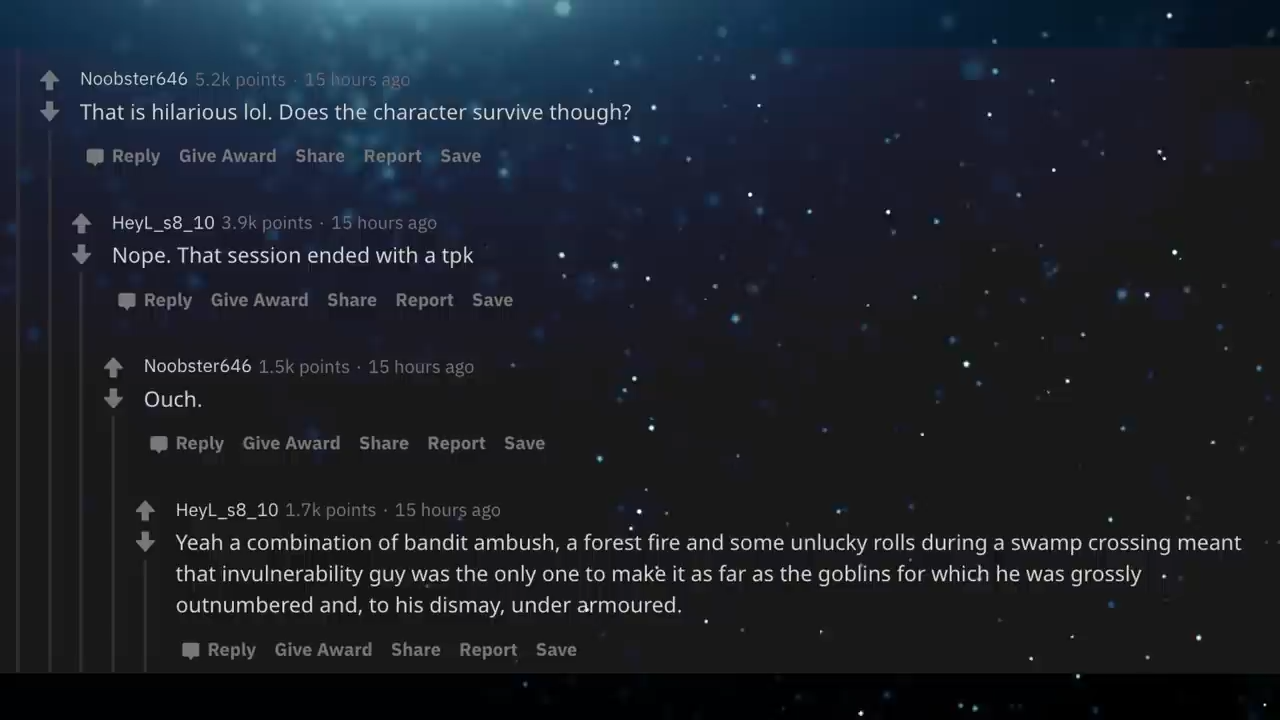 Noobster646 5.2k points · 15 hours ago
That is hilarious lol. Does the character survive though?
Reply Give Award Share Report Save
HeyL_s8_10 3.9k points · 15 hours ago
Nope. That session ended with a tpk
Reply Give Award Share Report Save
Noobster646 1.5k points · 15 hours ago
Ouch.
Reply Give Award Share Report Save
HeyL_s8_10 1.7k points · 15 hours ago
Yeah a combination of bandit ambush, a forest fire and some unlucky rolls during a swamp crossing meant
that invulnerability guy was the only one to make it as far as the goblins for which he was grossly
outnumbered and, to his dismay, under armoured.
Reply Give Award Share Report Save